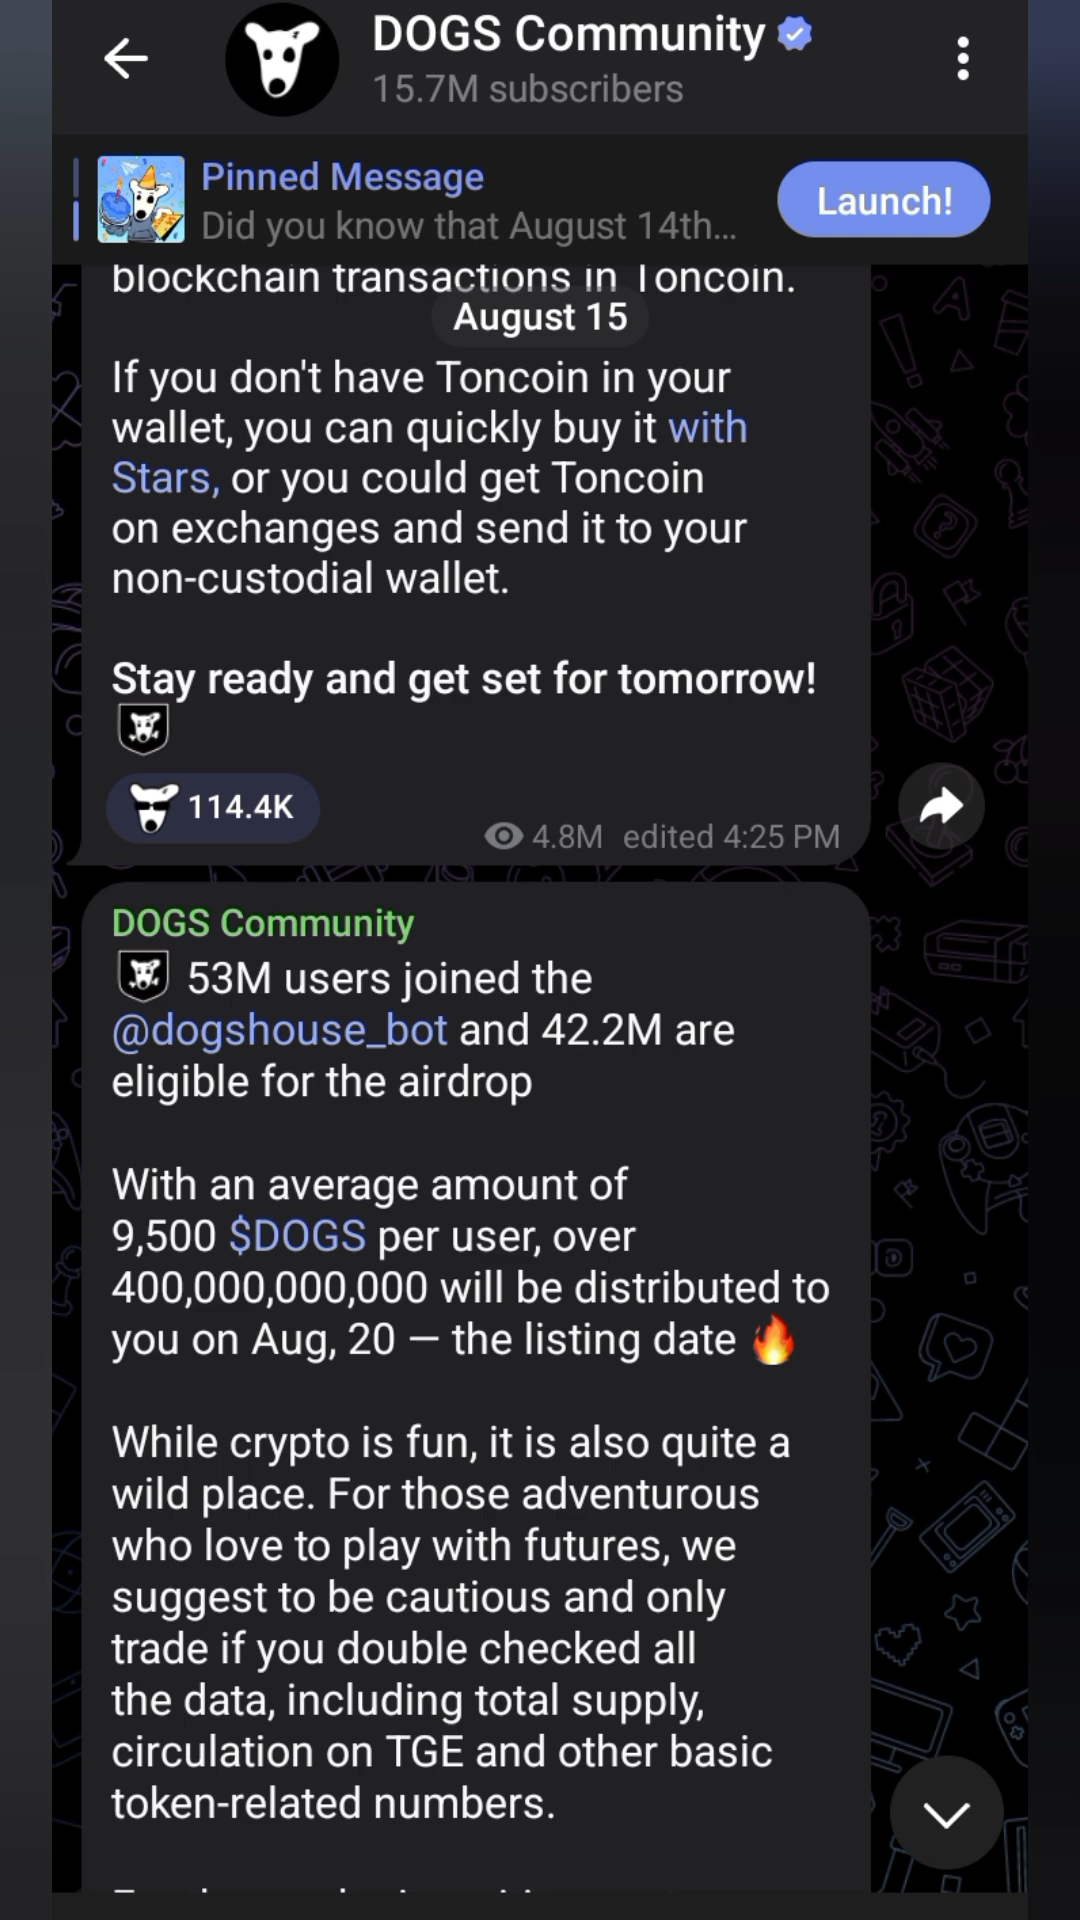 DOGS Community
15.7M subscribers
Pinned Message
Did you know that August 14th...
Launch!
blockchain transactions in Toncoin.
August 15
If you don't have Toncoin in your
wallet, you can quickly buy it with
Stars, or you could get Toncoin
on exchanges and send it to your
non-custodial wallet.
Stay ready and get set for tomorrow!
114.4K
4.8M edited 4:25 PM
DOGS Community
53M users joined the
@dogshouse_bot and 42.2M are
eligible for the airdrop
With an average amount of
9,500 $DOGS per user, over
400,000,000,000 will be distributed to
you on Aug, 20 — the listing date 🔥
While crypto is fun, it is also quite a
wild place. For those adventurous
who love to play with futures, we
suggest to be cautious and only
trade if you double checked all
the data, including total supply,
circulation on TGE and other basic
token-related numbers.